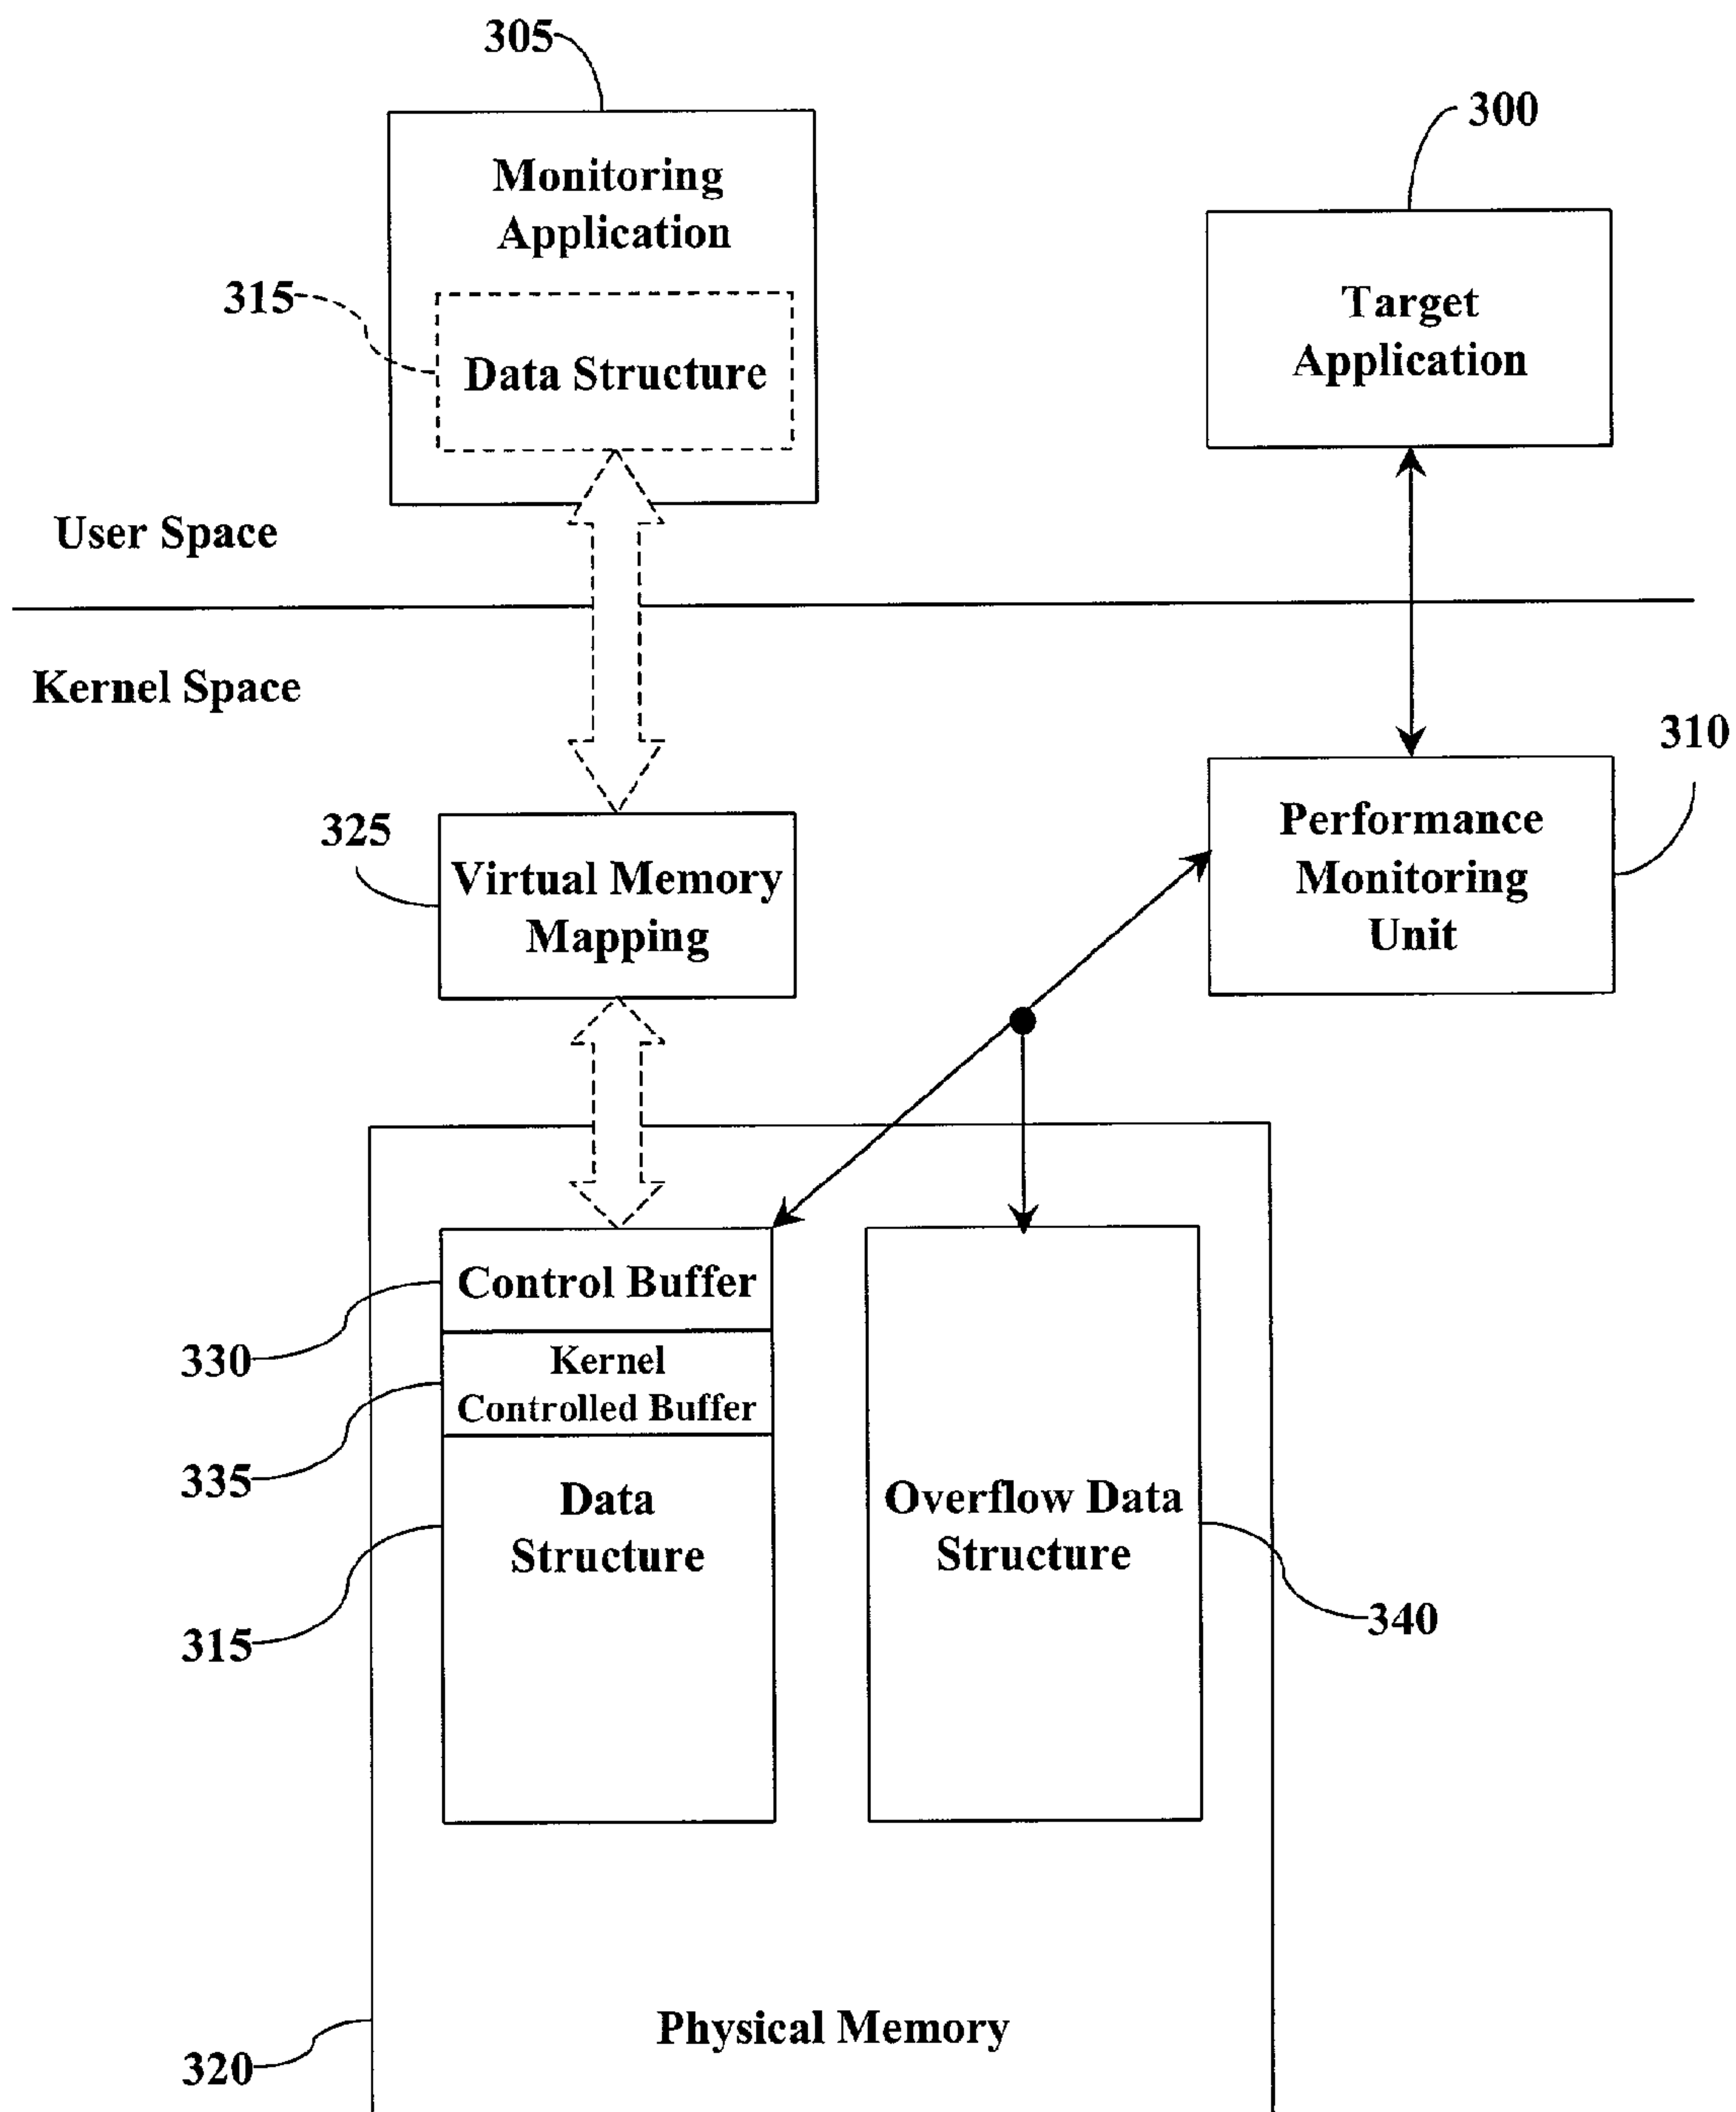 305
300
Monitoring
Application
315
Data Structure
Target
Application
User Space
Kernel Space
310
325
Virtual Memory
Mapping
Performance
Monitoring
Unit
Control Buffer
330
Kernel
Controlled Buffer
335
Data
Structure
315
Overflow Data
Structure
340
Physical Memory
320